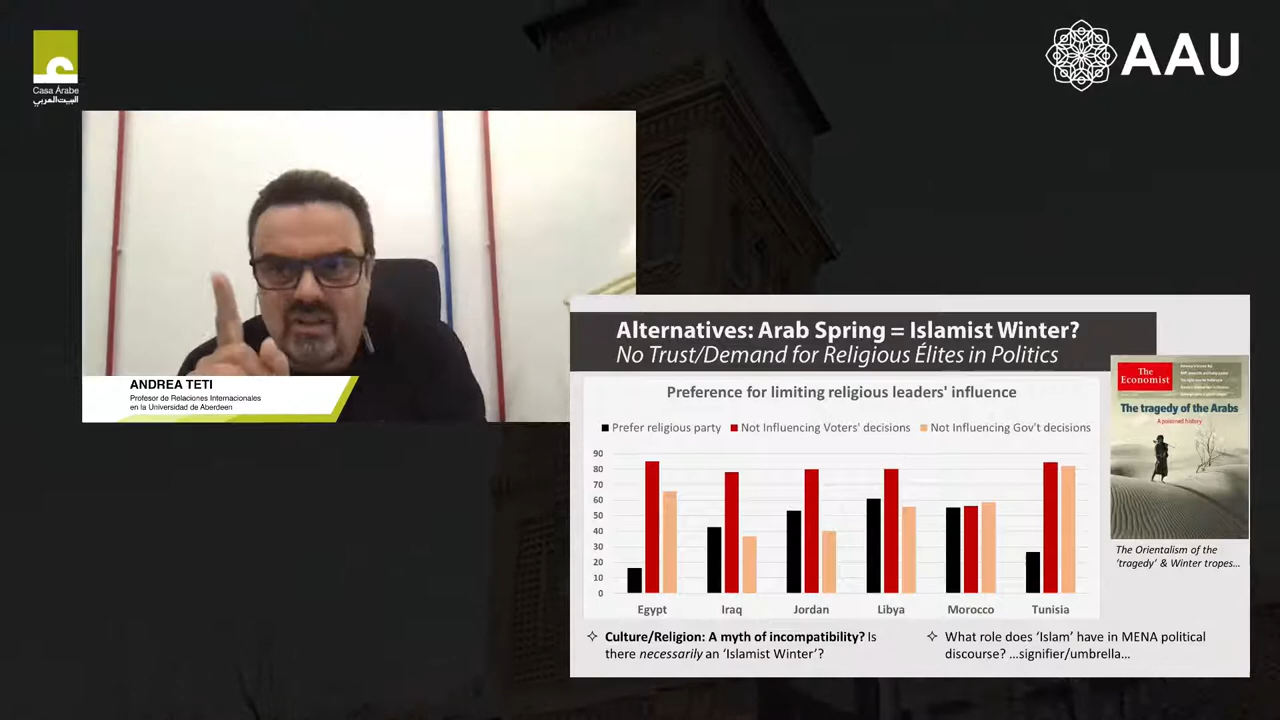 Casa Árabe
البيت العربي
AAU
ANDREA TETI
Profesor de Relaciones Internacionales
en la Universidad de Aberdeen
Alternatives: Arab Spring = Islamist Winter?
No Trust/Demand for Religious Élites in Politics
Preference for limiting religious leaders' influence
Prefer religious party
Not Influencing Voters' decisions
Not Influencing Gov't decisions
90
80
70
60
50
40
30
20
10
0
Egypt
Iraq
Jordan
Libya
Morocco
Tunisia
The
Economist
The tragedy of the Arabs
A poisoned history
The Orientalism of the
‘tragedy’ & Winter tropes…
Culture/Religion: A myth of incompatibility? Is
there necessarily an ‘Islamist Winter’?
What role does ‘Islam’ have in MENA political
discourse? …signifier/umbrella…